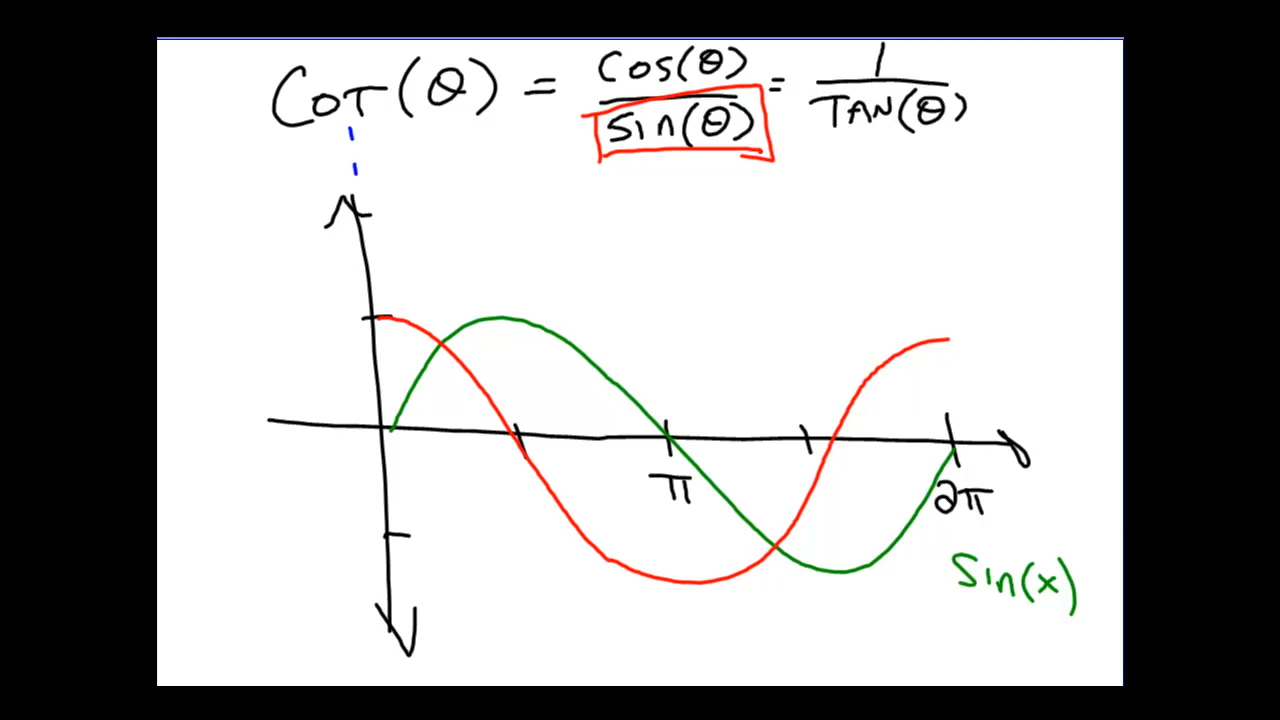 COT(θ) = Cos(θ)/Sin(θ) = 1/TAN(θ)
π
2π
Sin(x)